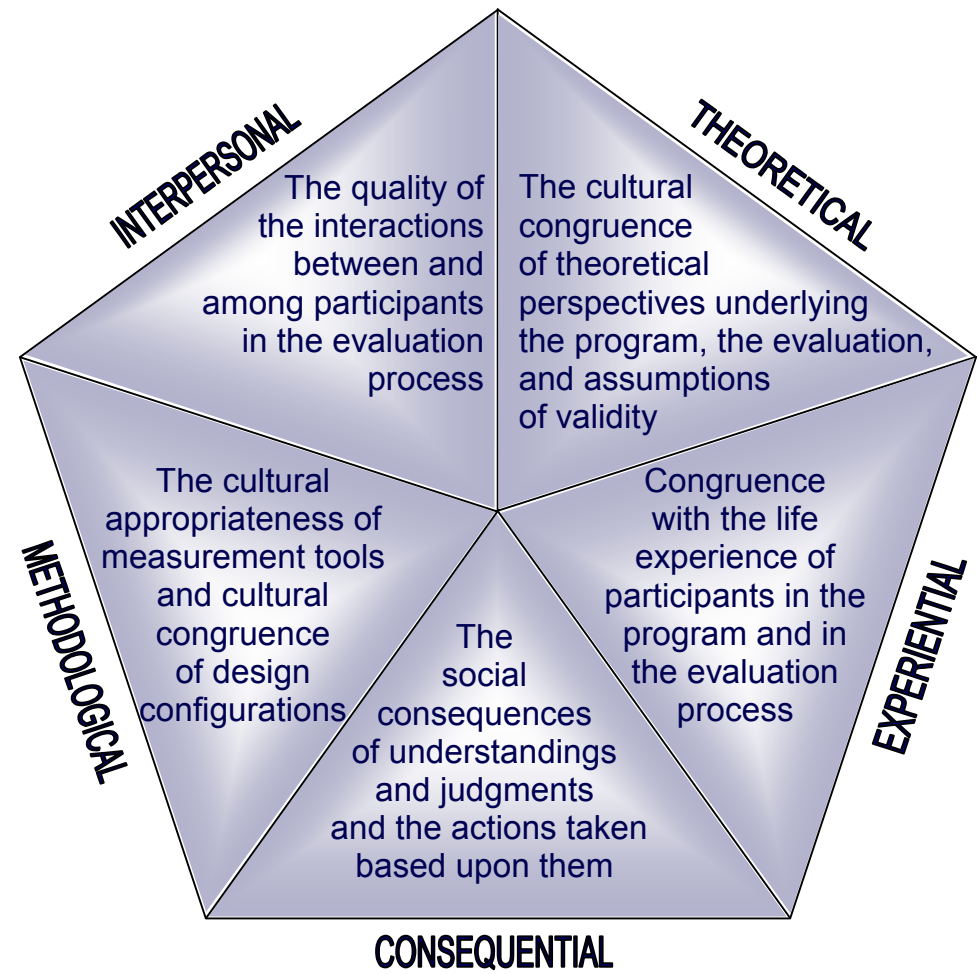 INTERPERSONAL
The quality of
the interactions
between and
among participants
in the evaluation
process
THEORETICAL
The cultural
congruence
of theoretical
perspectives underlying
the program, the evaluation,
and assumptions
of validity
METHODOLOGICAL
The cultural
appropriateness of
measurement tools
and cultural
congruence
of design
configurations
EXPERIENTIAL
Congruence
with the life
experience of
participants in the
program and in
the evaluation
process
The
social
consequences
of understandings
and judgments
and the actions taken
based upon them
CONSEQUENTIAL